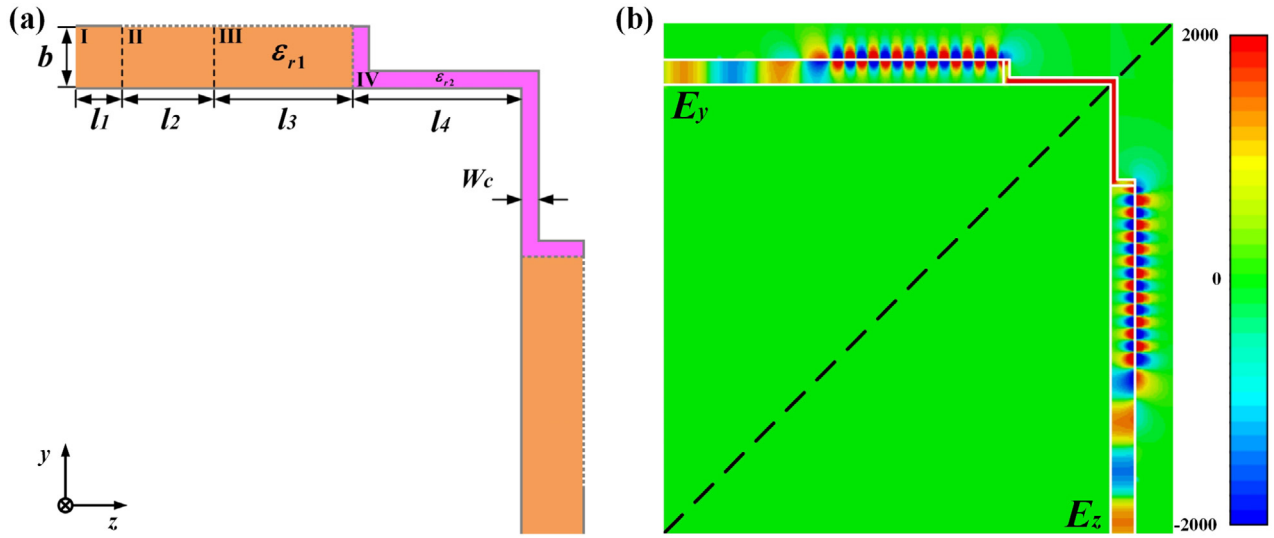 (a)
I II III
εr1
b
IV
εr2
l1 l2 l3 l4
Wc
y
z
(b)
Ey
Ez
2000
0
-2000